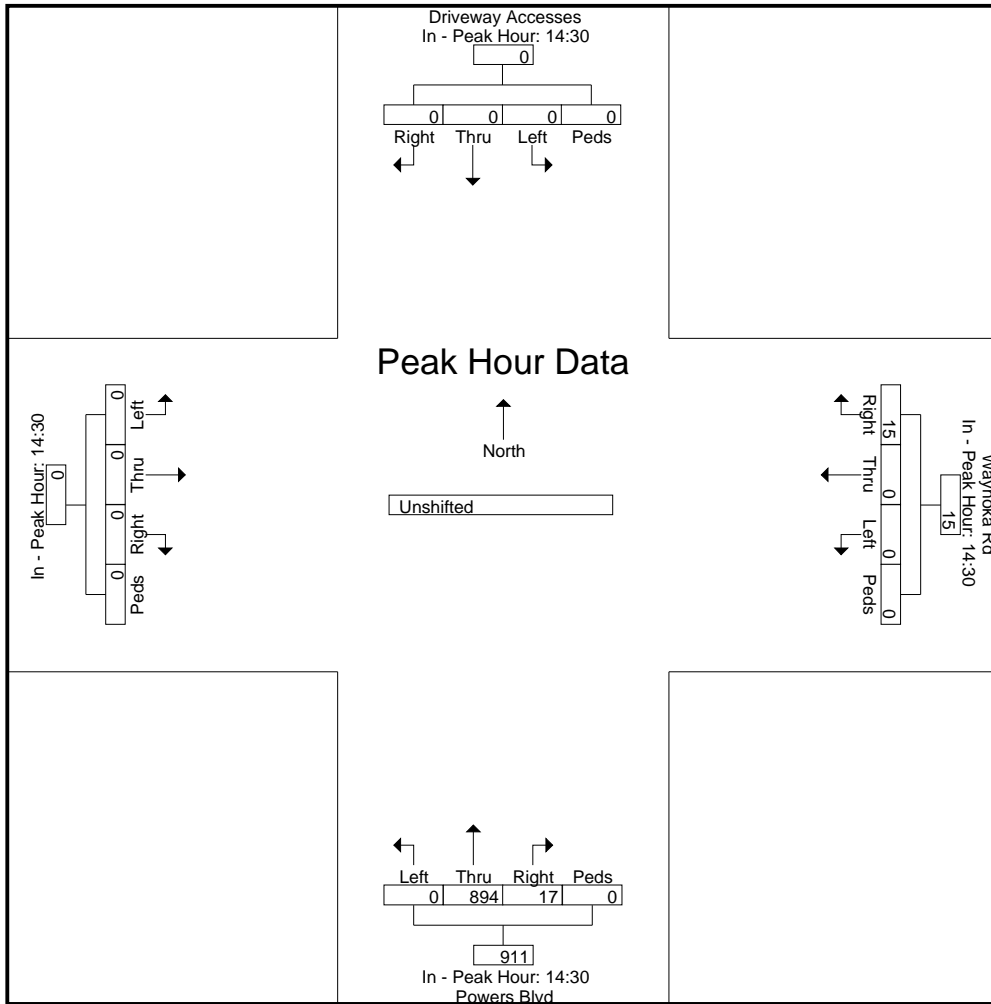 Driveway Accesses
In - Peak Hour: 14:30
0
0 0 0 0
Right Thru Left Peds
Peak Hour Data
North
Unshifted
In - Peak Hour: 14:30
0
0 0 0 0
Left Thru Right Peds
Waynoka Rd
In - Peak Hour: 14:30
15
15 0 0 0
Right Thru Left Peds
Left Thru Right Peds
0 894 17 0
911
In - Peak Hour: 14:30
Powers Blvd